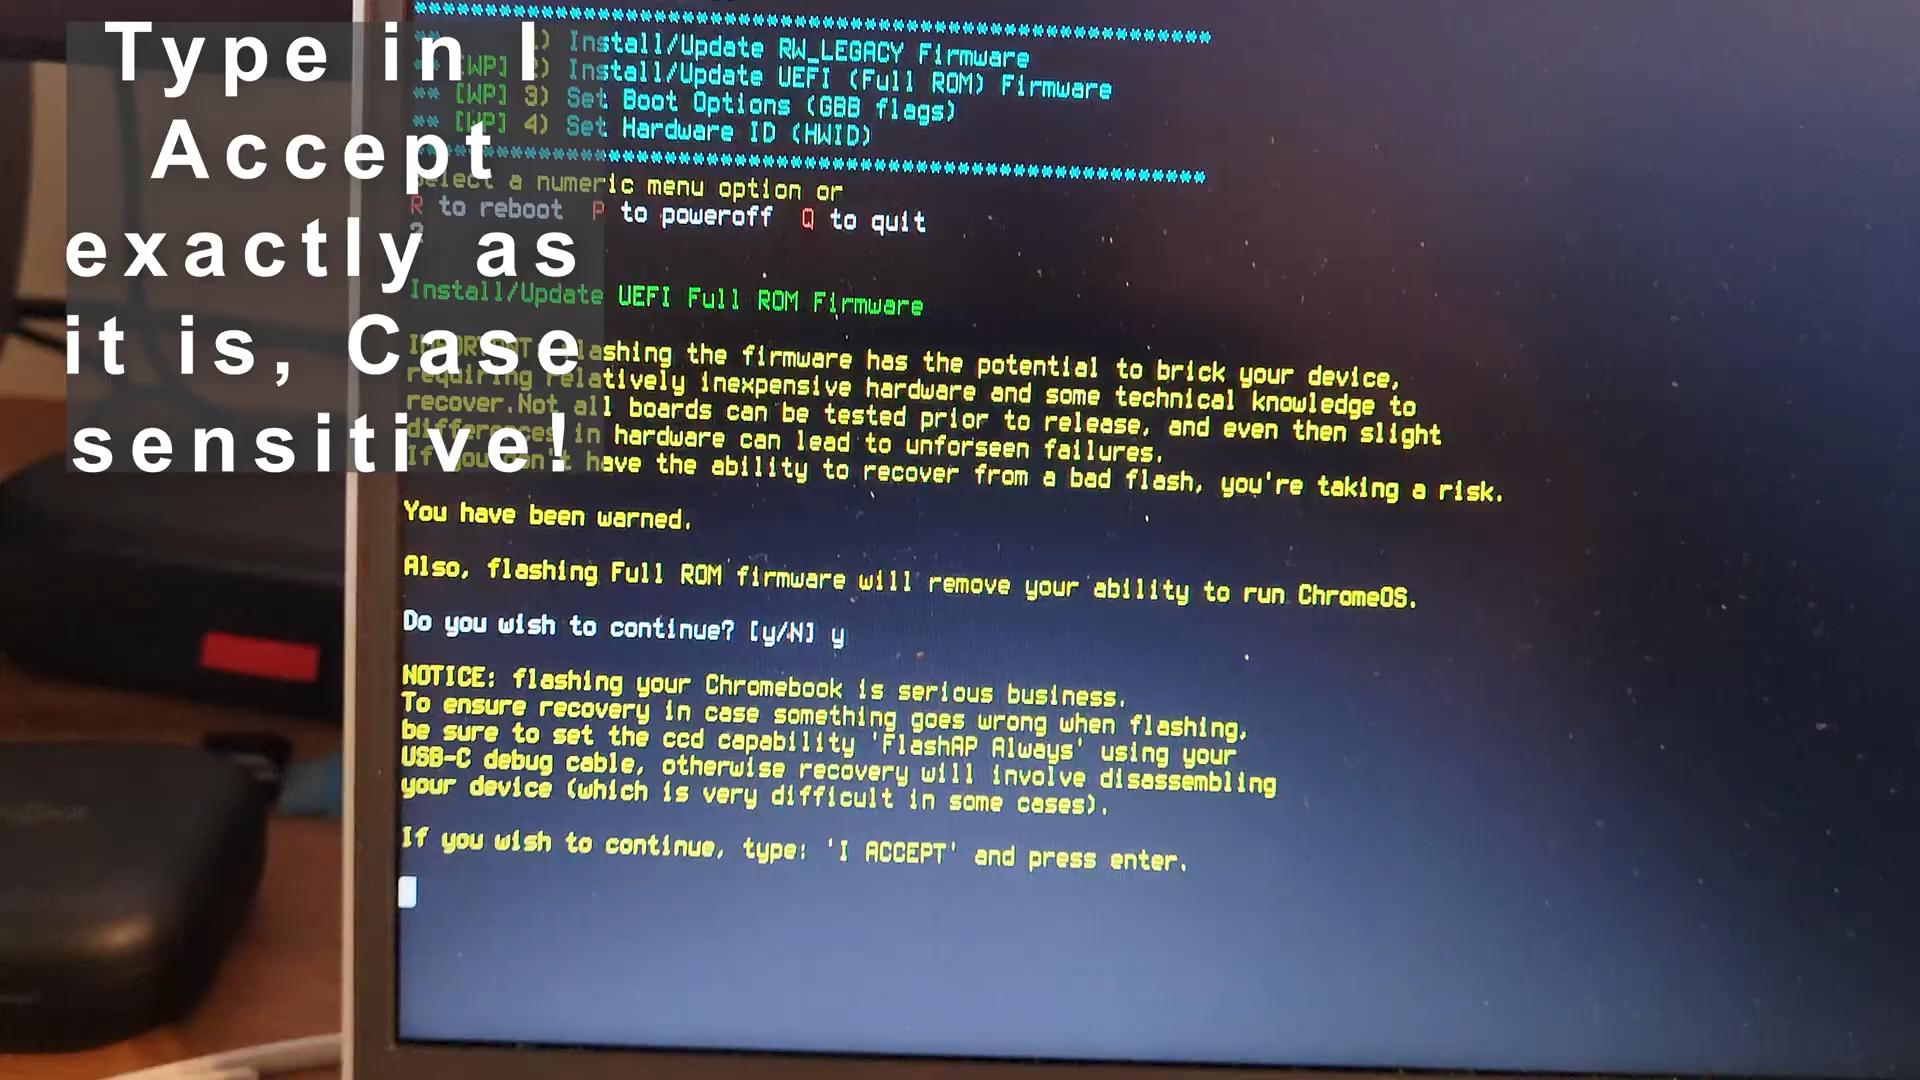 Type in I
Accept
exactly as
it is, Case
sensitive!
**************************************************
1) Install/Update RW_LEGACY Firmware
** [WP] 2) Install/Update UEFI (Full ROM) Firmware
** [WP] 3) Set Boot Options (GBB flags)
** [WP] 4) Set Hardware ID (HWID)
**************************************************
Select a numeric menu option or
R to reboot P to poweroff Q to quit
2
Install/Update UEFI Full ROM Firmware
IMPORTANT: flashing the firmware has the potential to brick your device,
requiring relatively inexpensive hardware and some technical knowledge to
recover.Not all boards can be tested prior to release, and even then slight
differences in hardware can lead to unforseen failures.
If you don't have the ability to recover from a bad flash, you're taking a risk.
You have been warned.
Also, flashing Full ROM firmware will remove your ability to run ChromeOS.
Do you wish to continue? [y/N] y
NOTICE: flashing your Chromebook is serious business.
To ensure recovery in case something goes wrong when flashing,
be sure to set the ccd capability 'FlashAP Always' using your
USB-C debug cable, otherwise recovery will involve disassembling
your device (which is very difficult in some cases).
If you wish to continue, type: 'I ACCEPT' and press enter.